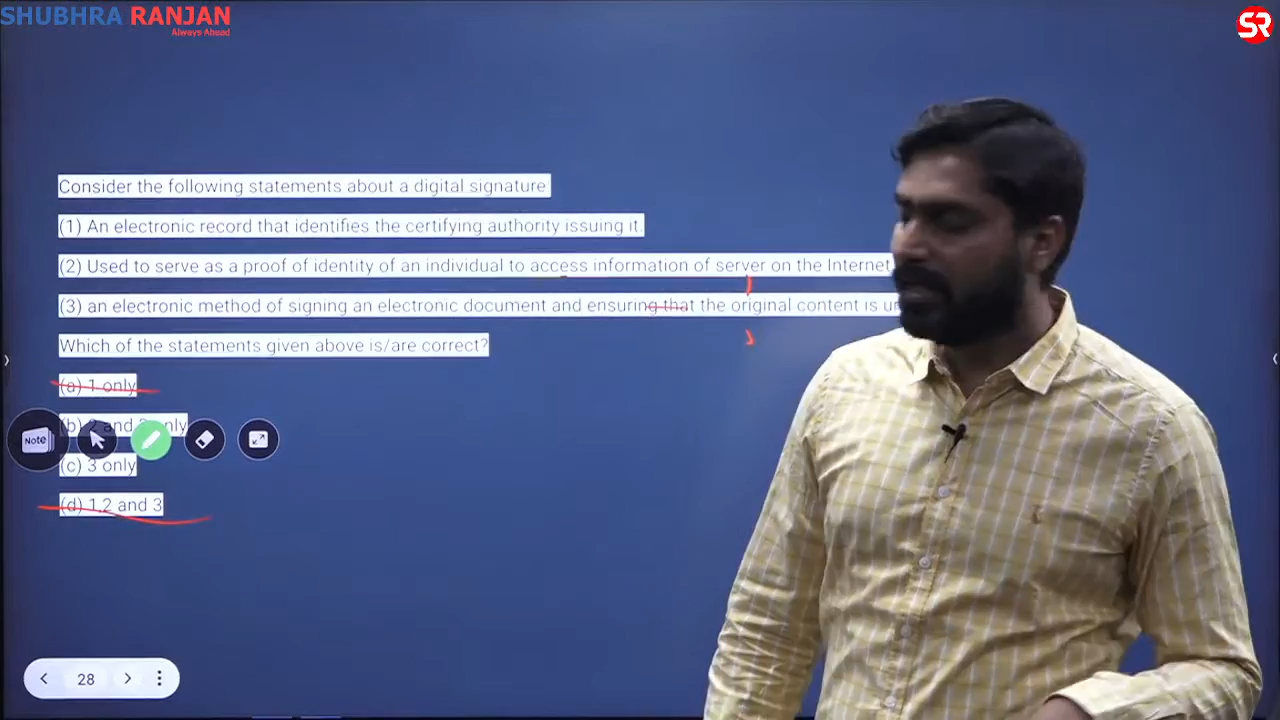 SHUBHRA RANJAN
Always Ahead
SR
Consider the following statements about a digital signature
(1) An electronic record that identifies the certifying authority issuing it.
(2) Used to serve as a proof of identity of an individual to access information of server on the Internet
(3) an electronic method of signing an electronic document and ensuring that the original content is
Which of the statements given above is/are correct?
(a) 1 only
(b) 2 and only
Note
(c) 3 only
(d) 1,2 and 3
28